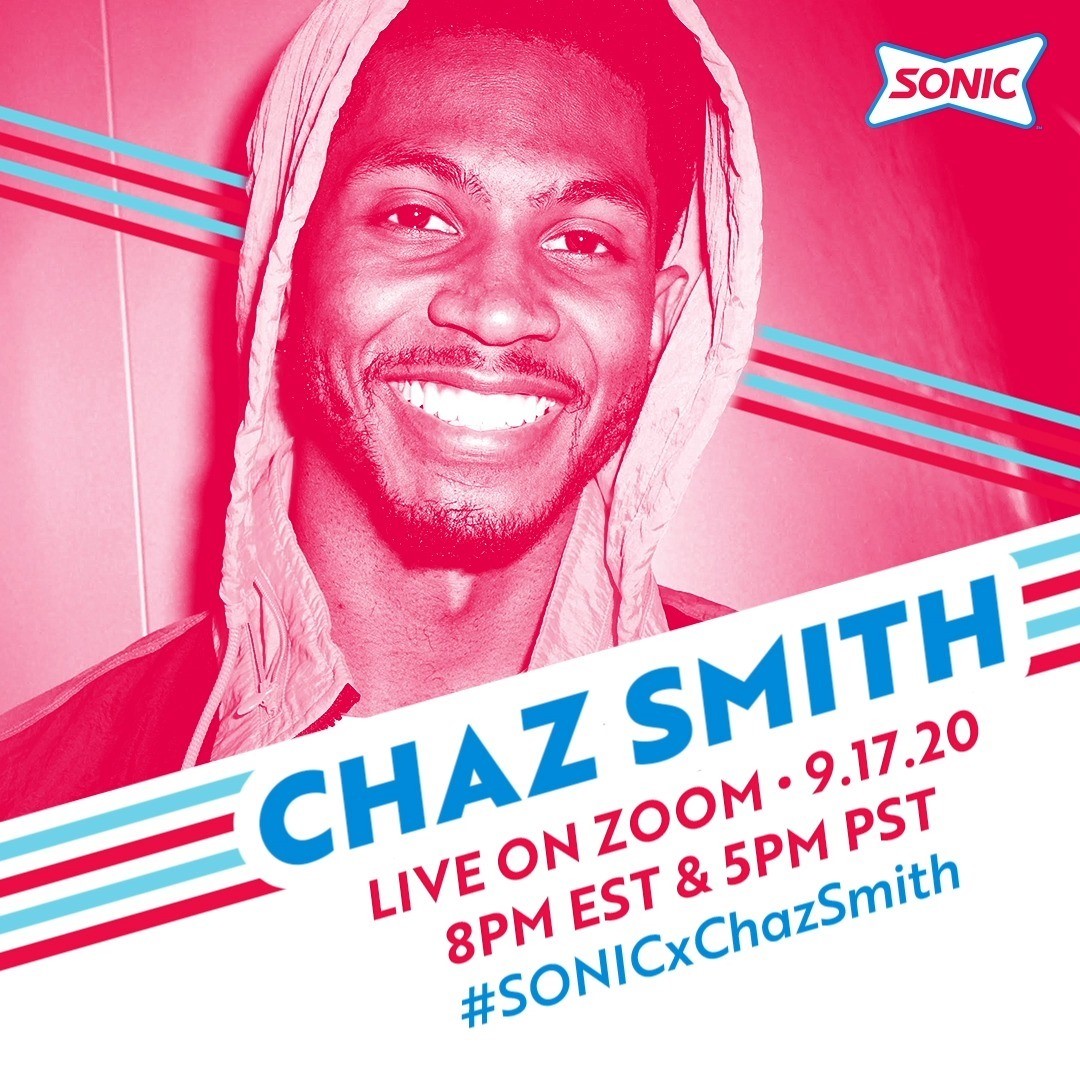 SONIC
CHAZ SMITH
LIVE ON ZOOM • 9.17.20
8PM EST & 5PM PST
#SONICxChazSmith